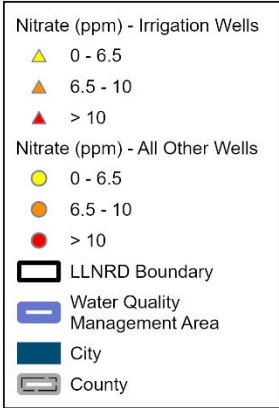 Nitrate (ppm) - Irrigation Wells
0 - 6.5
6.5 - 10
> 10
Nitrate (ppm) - All Other Wells
0 - 6.5
6.5 - 10
> 10
LLNRD Boundary
Water Quality
Management Area
City
County